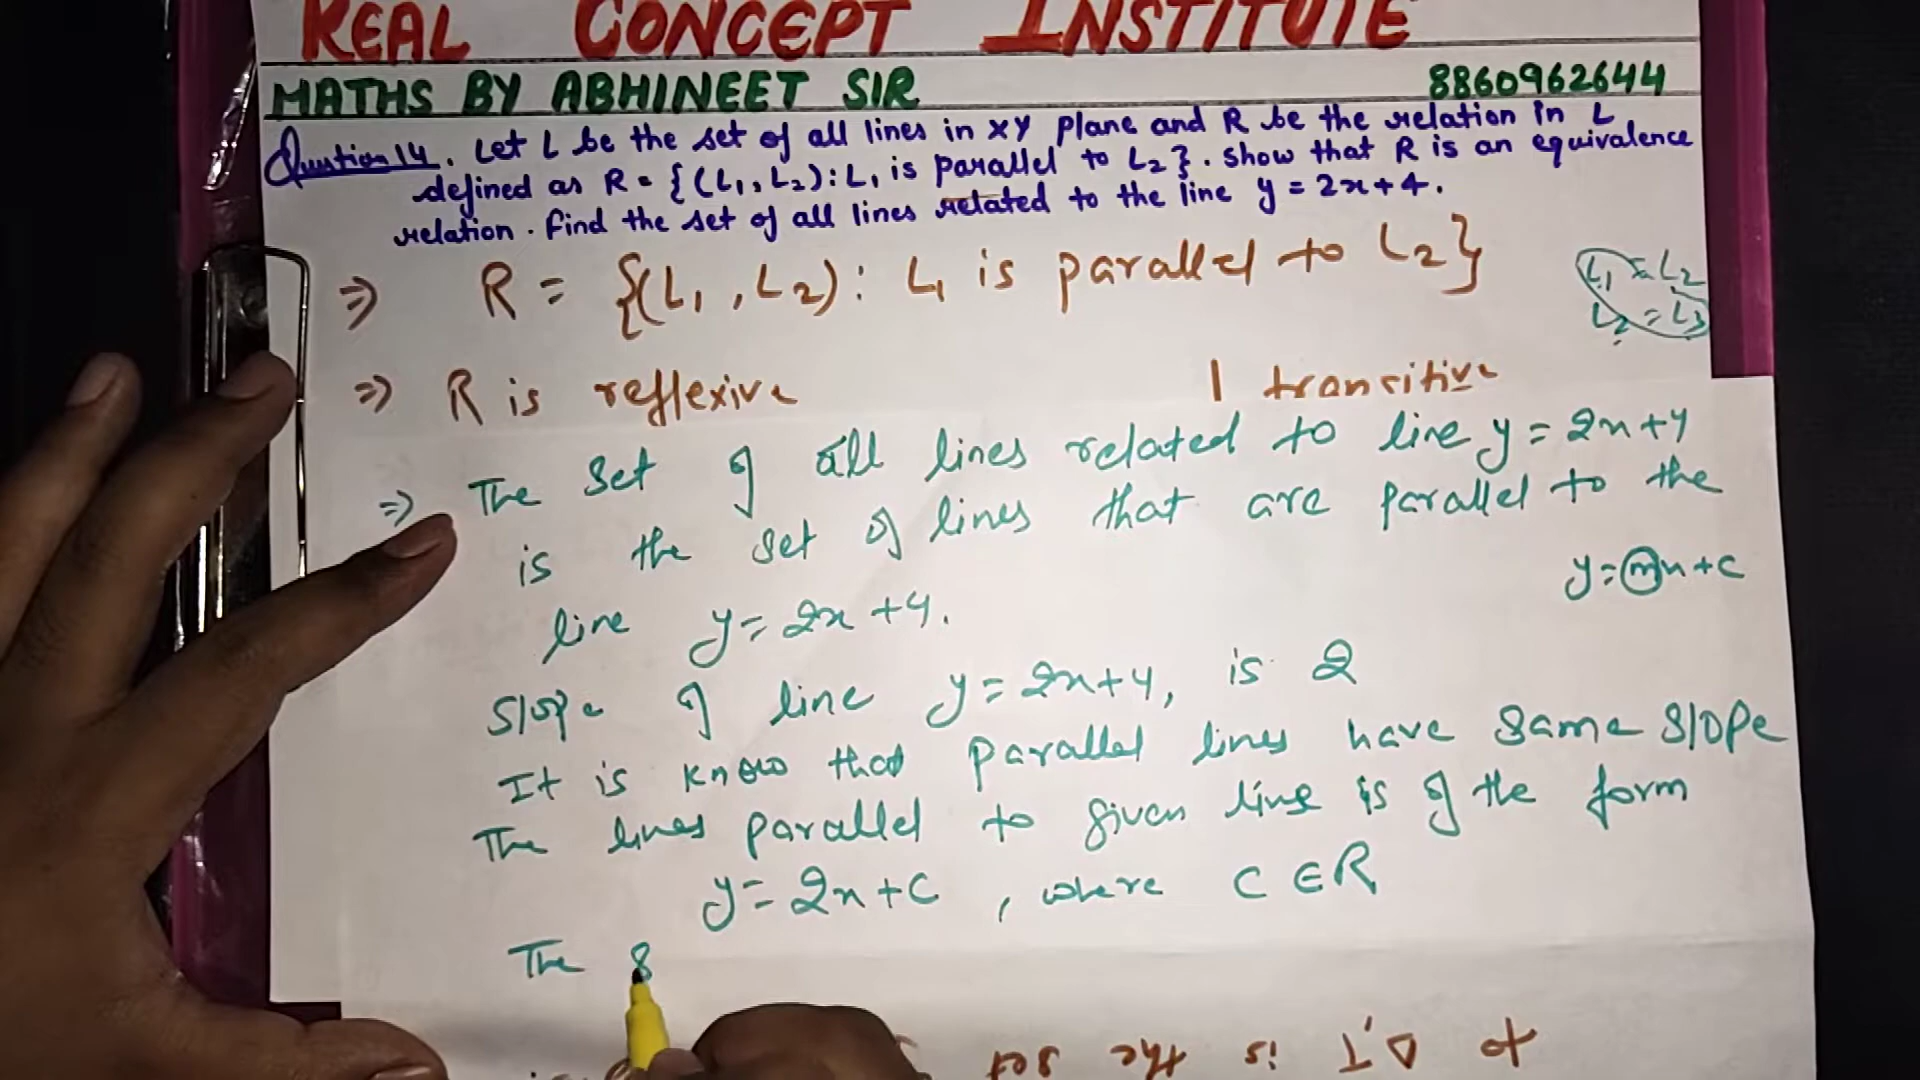 REAL CONCEPT INSTITUTE
MATHS BY ABHINEET SIR 8860962644
Question 14. Let L be the set of all lines in XY plane and R be the relation in L
defined as R = {(L1, L2): L1 is parallel to L2}. Show that R is an equivalence
relation. Find the set of all lines related to the line y = 2x+4.
⇒ R = {(L1, L2): L1 is parallel to L2}
L1 = L2
L2 = L3
⇒ R is reflexive | transitive
⇒ The set of all lines related to line y = 2x+4
is the set of lines that are parallel to the
line y = 2x+4.
y = mx + c
Slope of line y = 2x+4, is 2
It is know that parallel lines have same slope
The lines parallel to given line is of the form
y = 2x + C, where C ∈ R
The S
to Δ T1 is the set